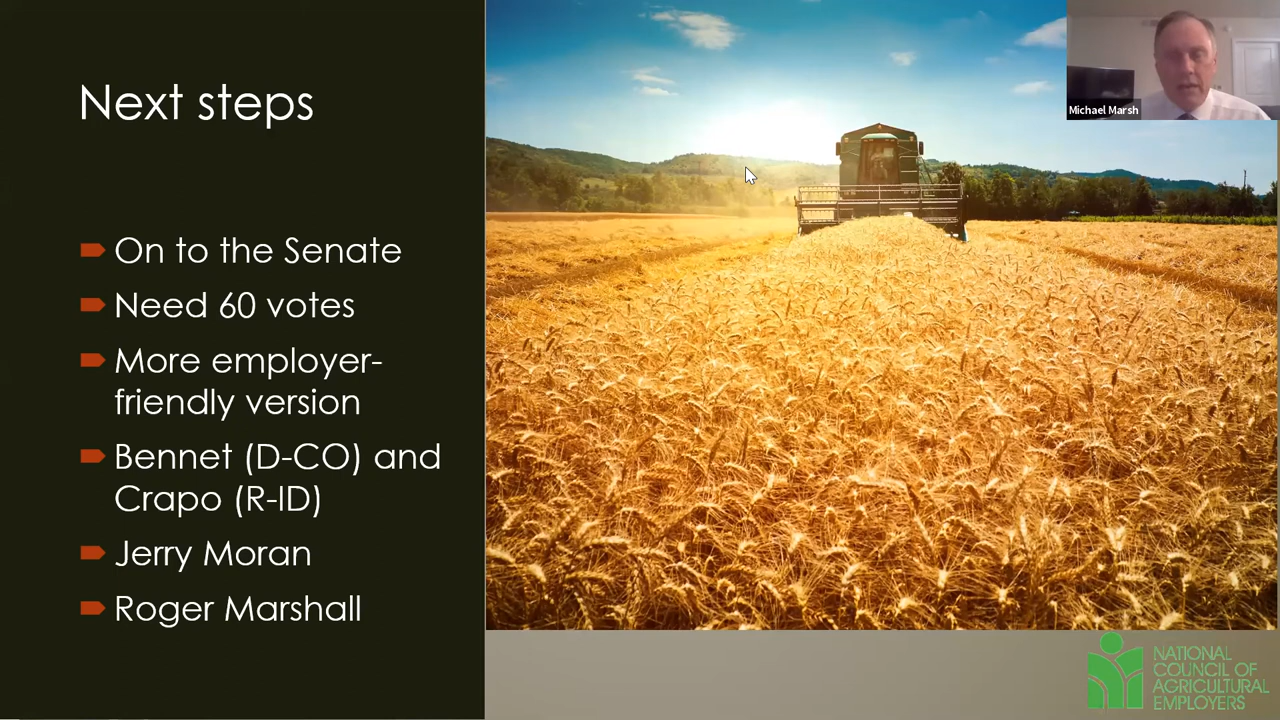 Next steps
On to the Senate
Need 60 votes
More employer-
friendly version
Bennet (D-CO) and
Crapo (R-ID)
Jerry Moran
Roger Marshall
Michael Marsh
NATIONAL
COUNCIL OF
AGRICULTURAL
EMPLOYERS